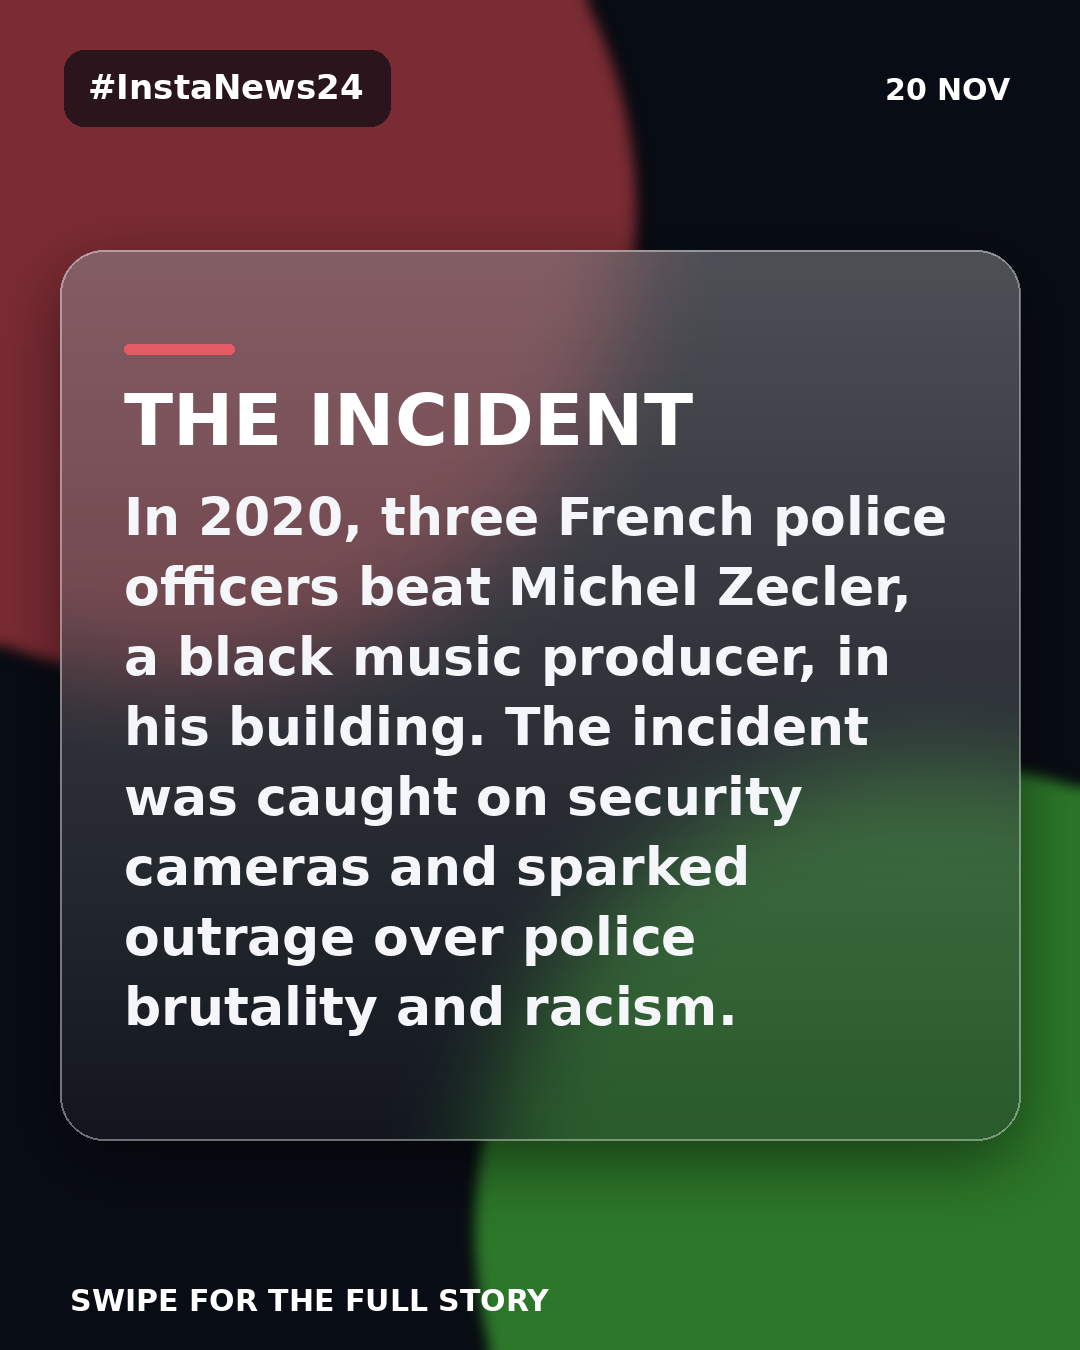 #InstaNews24
20 NOV
THE INCIDENT
In 2020, three French police
officers beat Michel Zecler,
a black music producer, in
his building. The incident
was caught on security
cameras and sparked
outrage over police
brutality and racism.
SWIPE FOR THE FULL STORY